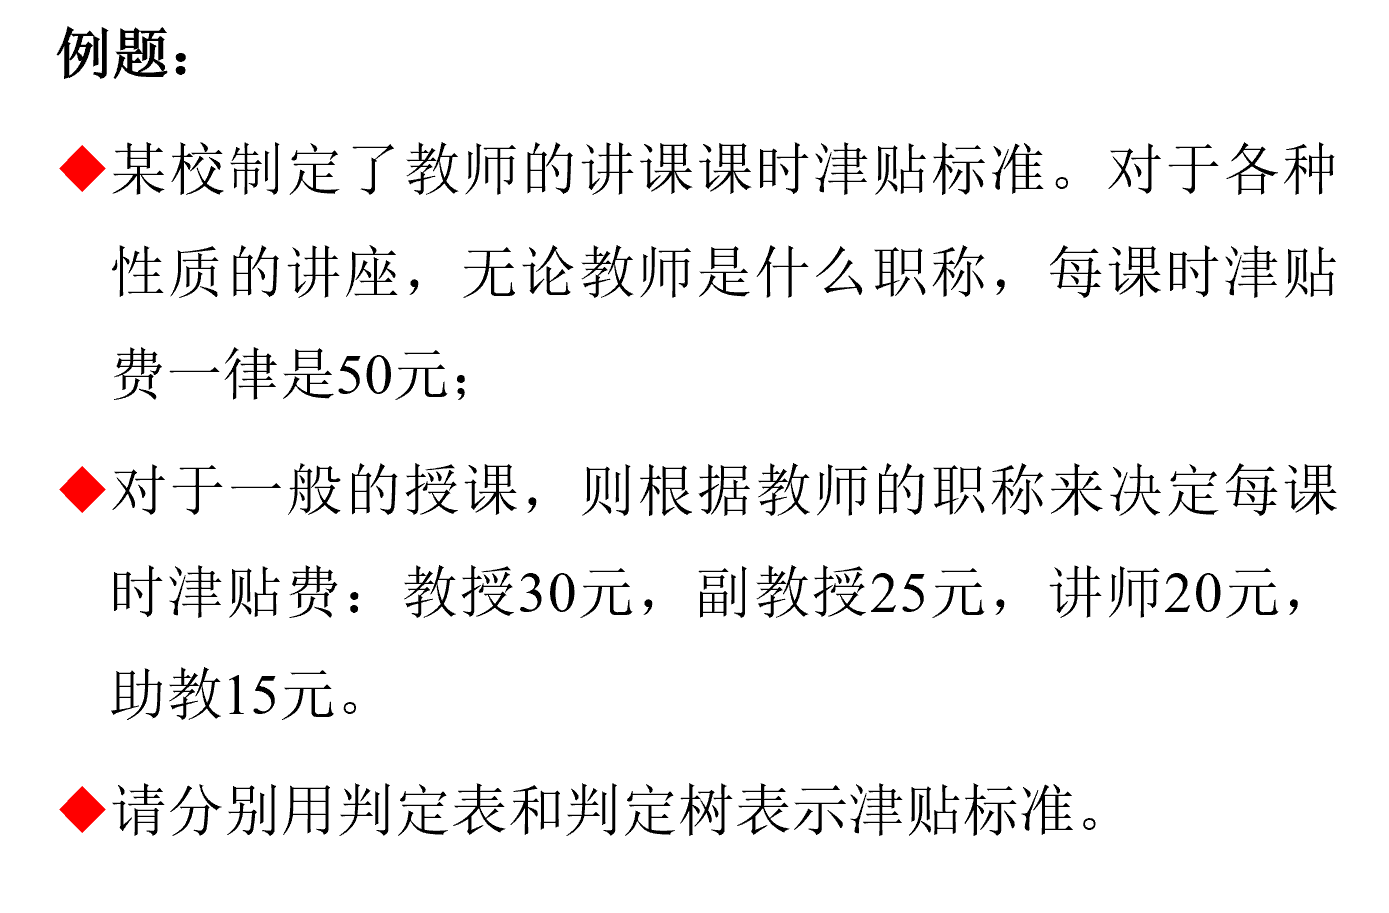 例题：
◆某校制定了教师的讲课课时津贴标准。对于各种
性质的讲座，无论教师是什么职称，每课时津贴
费一律是50元；
◆对于一般的授课，则根据教师的职称来决定每课
时津贴费：教授30元，副教授25元，讲师20元，
助教15元。
◆请分别用判定表和判定树表示津贴标准。